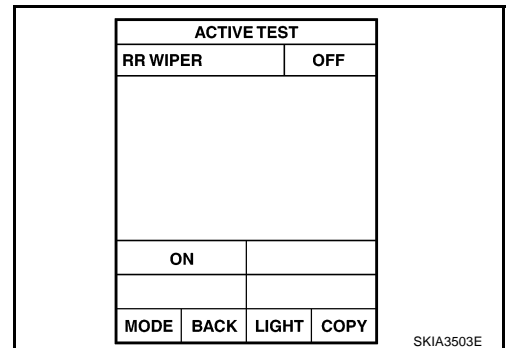 ACTIVE TEST
RR WIPER OFF
ON
MODE BACK LIGHT COPY
SKIA3503E